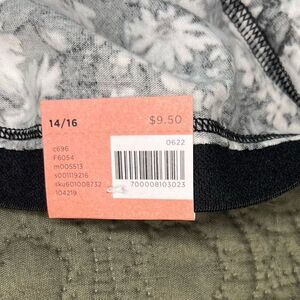 14/16 $9.50
0622
c696
F6054
m005513
s001119216
sku601008732
104219
700008103023